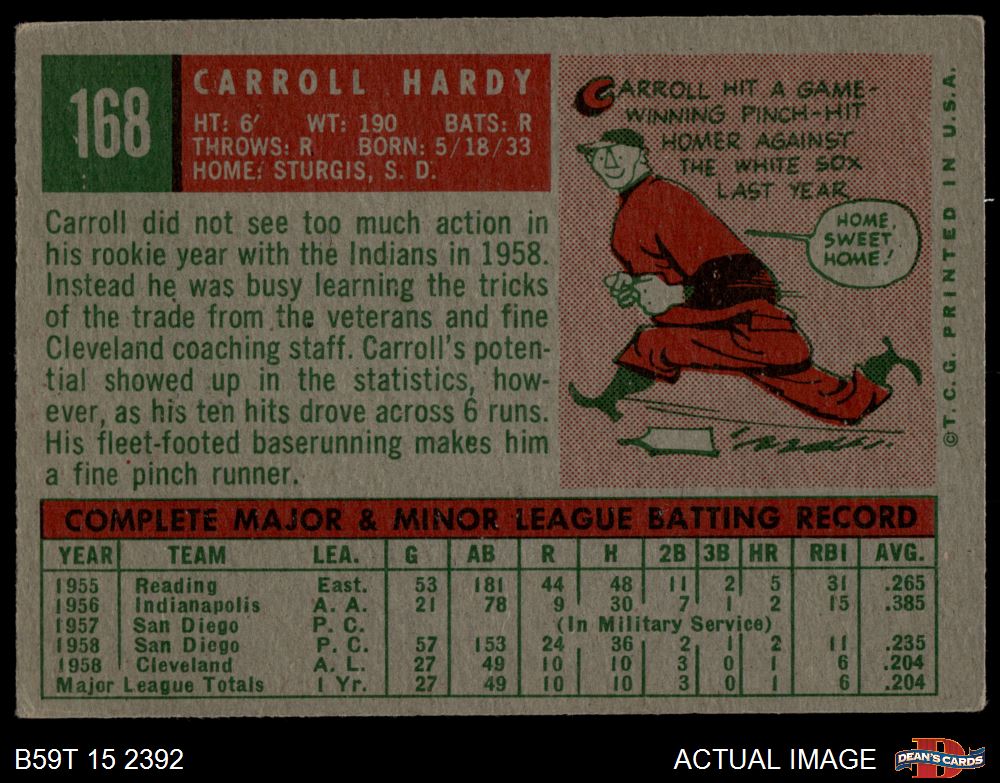 168
CARROLL HARDY
HT: 6' WT: 190 BATS: R
THROWS: R BORN: 5/18/33
HOME: STURGIS, S. D.
CARROLL HIT A GAME-
WINNING PINCH-HIT
HOMER AGAINST
THE WHITE SOX
LAST YEAR
HOME,
SWEET
HOME!
Carroll did not see too much action in
his rookie year with the Indians in 1958.
Instead he was busy learning the tricks
of the trade from the veterans and fine
Cleveland coaching staff. Carroll's poten-
tial showed up in the statistics, how-
ever, as his ten hits drove across 6 runs.
His fleet-footed baserunning makes him
a fine pinch runner.
©T.C.G. PRINTED IN U.S.A.
COMPLETE MAJOR & MINOR LEAGUE BATTING RECORD
YEAR TEAM LEA. G AB R H 2B 3B HR RBI AVG.
1955 Reading East. 53 181 44 48 11 2 5 31 .265
1956 Indianapolis A. A. 21 78 9 30 7 1 2 15 .385
1957 San Diego P. C. (In Military Service)
1958 San Diego P. C. 57 153 24 36 2 1 2 11 .235
1958 Cleveland A. L. 27 49 10 10 3 0 1 6 .204
Major League Totals 1 Yr. 27 49 10 10 3 0 1 6 .204
B59T 15 2392
ACTUAL IMAGE
D
DEAN'S CARDS